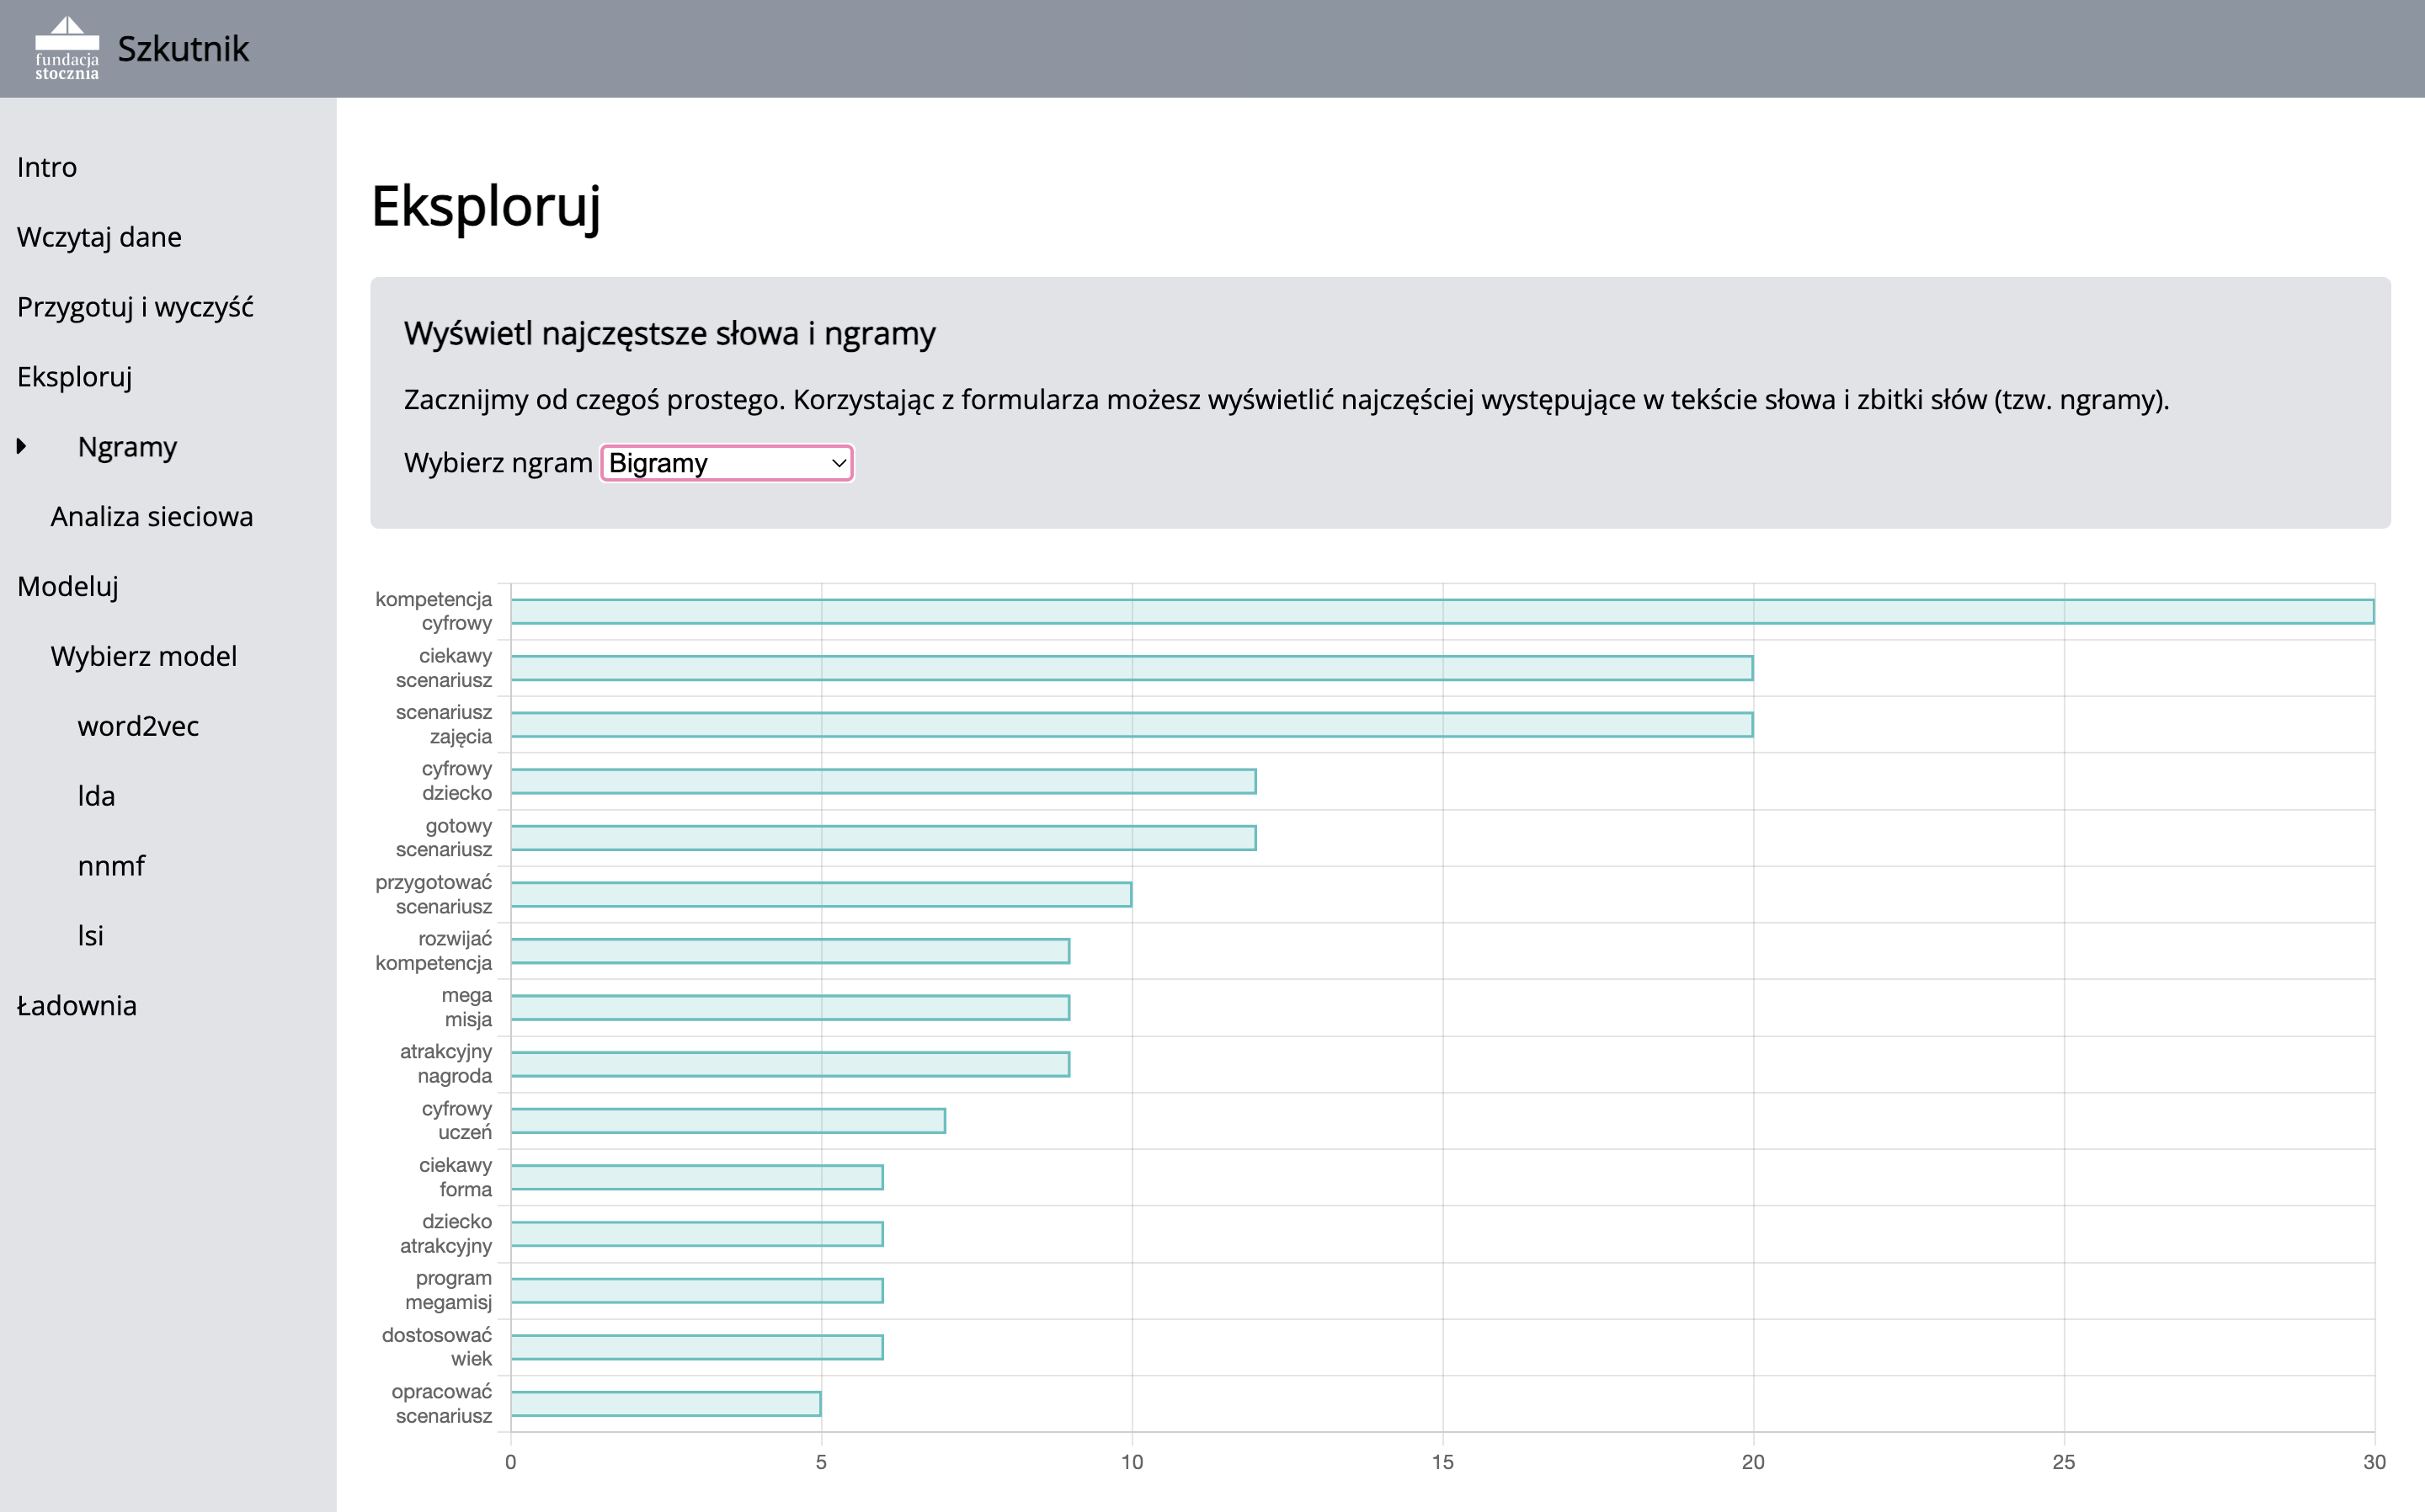 fundacja
stocznia
Szkutnik
Intro
Wczytaj dane
Przygotuj i wyczyść
Eksploruj
Ngramy
Analiza sieciowa
Modeluj
Wybierz model
word2vec
lda
nnmf
lsi
Ładownia
Eksploruj
Wyświetl najczęstsze słowa i ngramy
Zacznijmy od czegoś prostego. Korzystając z formularza możesz wyświetlić najczęściej występujące w tekście słowa i zbitki słów (tzw. ngramy).
Wybierz ngram Bigramy
kompetencja
cyfrowy
ciekawy
scenariusz
scenariusz
zajęcia
cyfrowy
dziecko
gotowy
scenariusz
przygotować
scenariusz
rozwijać
kompetencja
mega
misja
atrakcyjny
nagroda
cyfrowy
uczeń
ciekawy
forma
dziecko
atrakcyjny
program
megamisj
dostosować
wiek
opracować
scenariusz
0 5 10 15 20 25 30